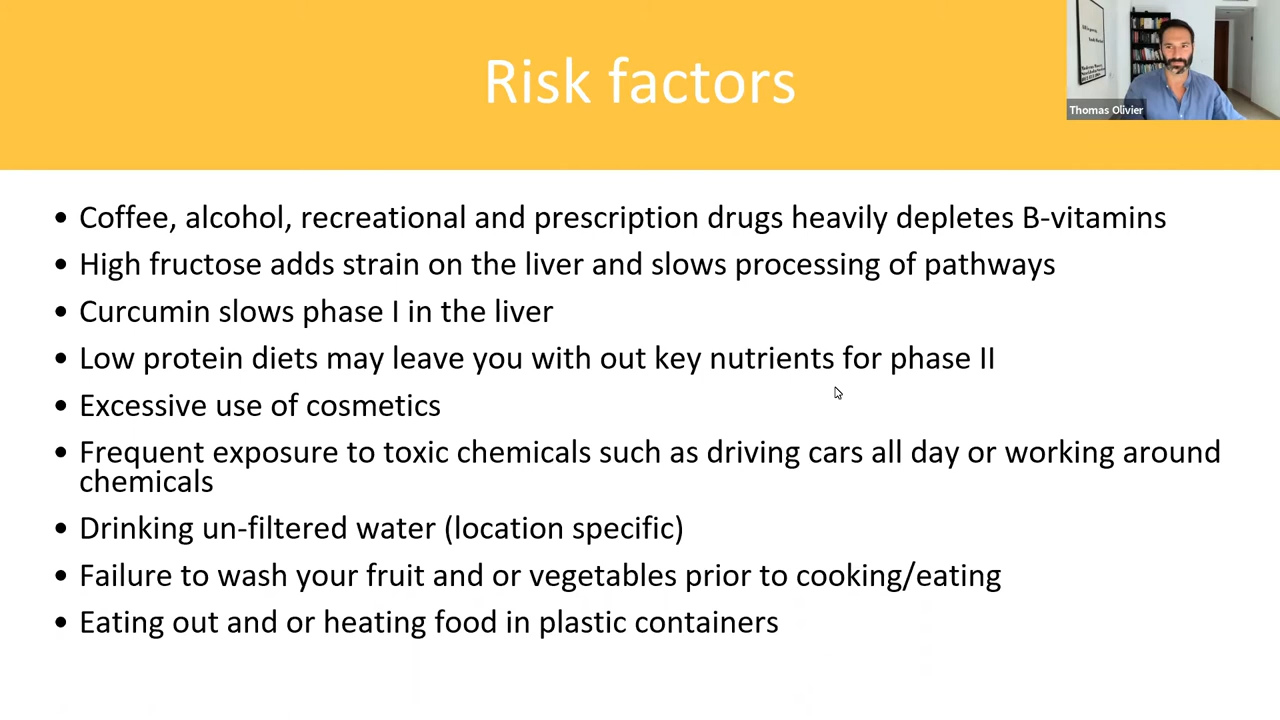 Risk factors
Thomas Olivier
• Coffee, alcohol, recreational and prescription drugs heavily depletes B-vitamins
• High fructose adds strain on the liver and slows processing of pathways
• Curcumin slows phase I in the liver
• Low protein diets may leave you with out key nutrients for phase II
• Excessive use of cosmetics
• Frequent exposure to toxic chemicals such as driving cars all day or working around
chemicals
• Drinking un-filtered water (location specific)
• Failure to wash your fruit and or vegetables prior to cooking/eating
• Eating out and or heating food in plastic containers